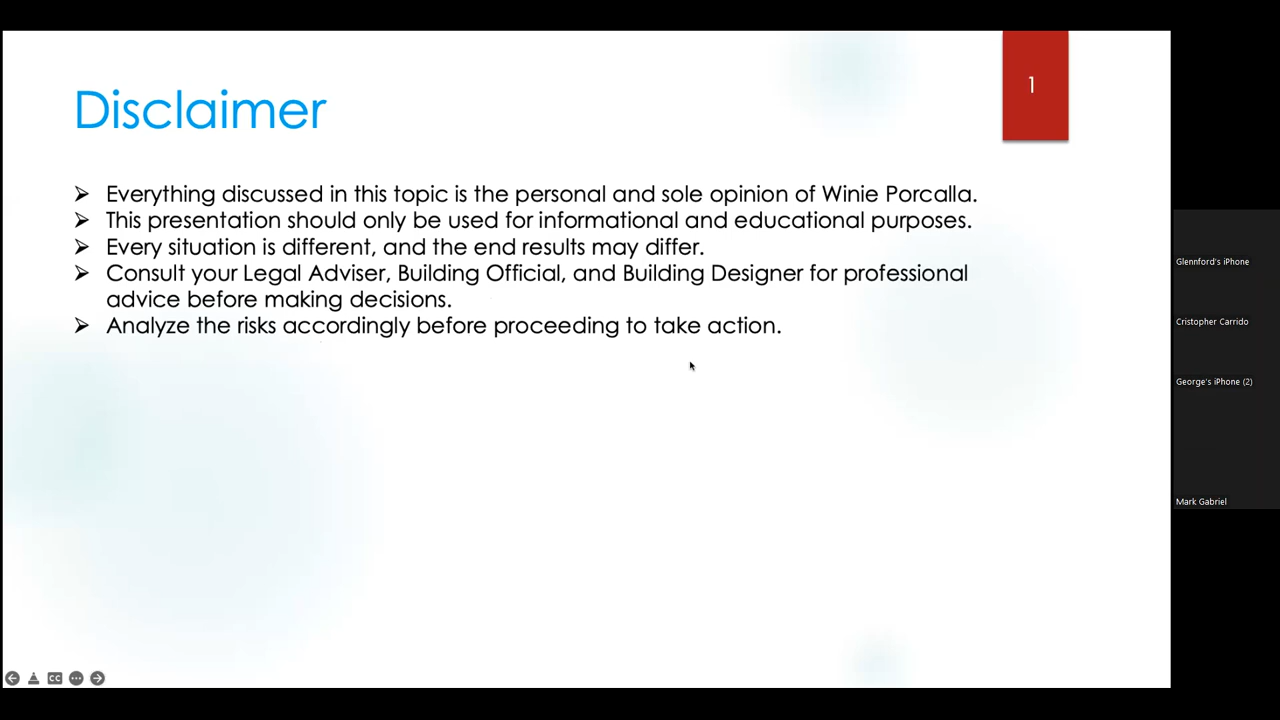 1
Disclaimer
➢ Everything discussed in this topic is the personal and sole opinion of Winie Porcalla.
➢ This presentation should only be used for informational and educational purposes.
➢ Every situation is different, and the end results may differ.
➢ Consult your Legal Adviser, Building Official, and Building Designer for professional
advice before making decisions.
➢ Analyze the risks accordingly before proceeding to take action.
Glennford's iPhone
Cristopher Carrido
George's iPhone (2)
Mark Gabriel
CC